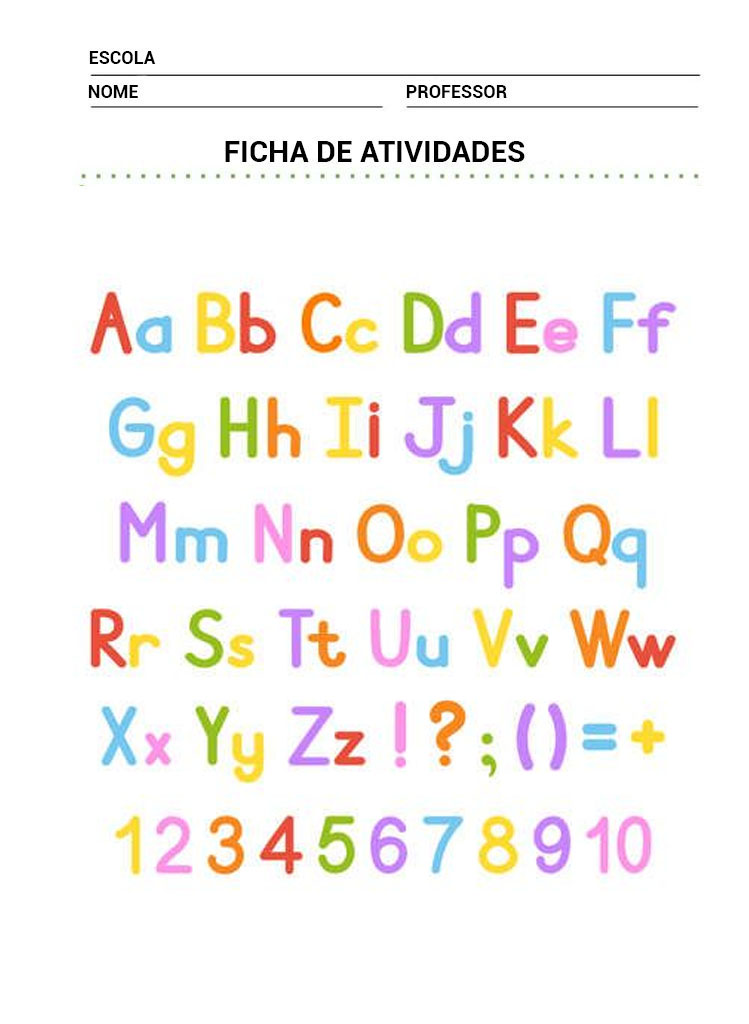 ESCOLA
NOME PROFESSOR
FICHA DE ATIVIDADES
Aa Bb Cc Dd Ee Ff
Gg Hh Ii Jj Kk Ll
Mm Nn Oo Pp Qq
Rr Ss Tt Uu Vv Ww
Xx Yy Zz ! ? ; ( ) = +
1 2 3 4 5 6 7 8 9 10